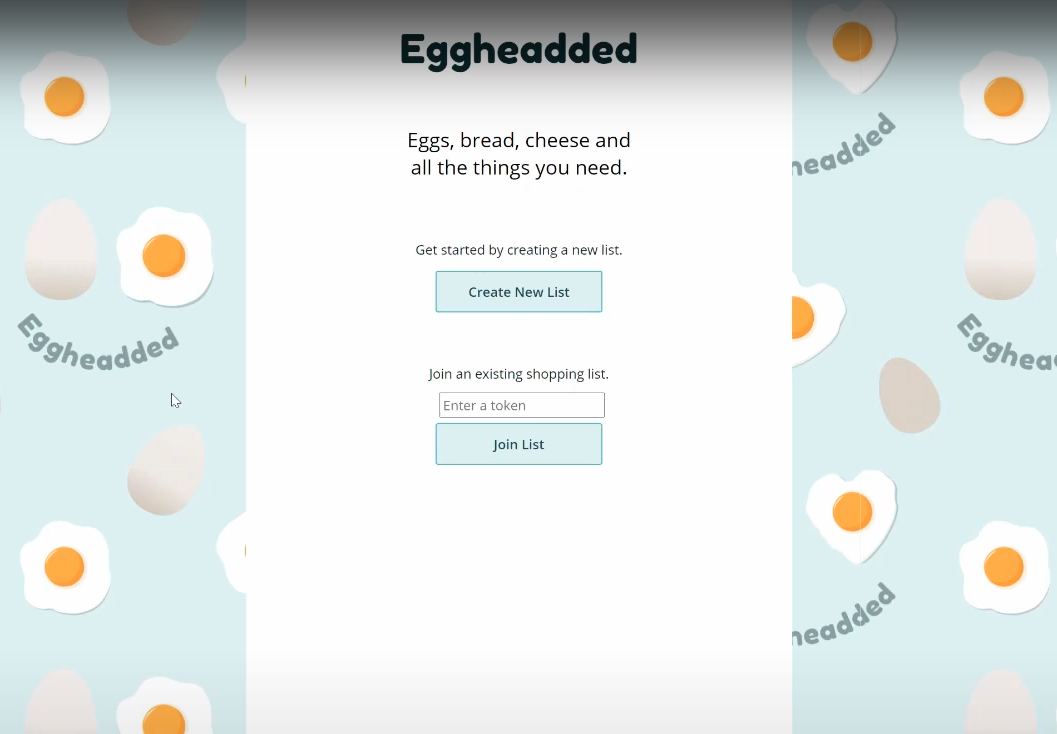 Eggheadded
Eggs, bread, cheese and
all the things you need.
Get started by creating a new list.
Create New List
Join an existing shopping list.
Enter a token
Join List
Eggheadded
headded
Egghea
headded